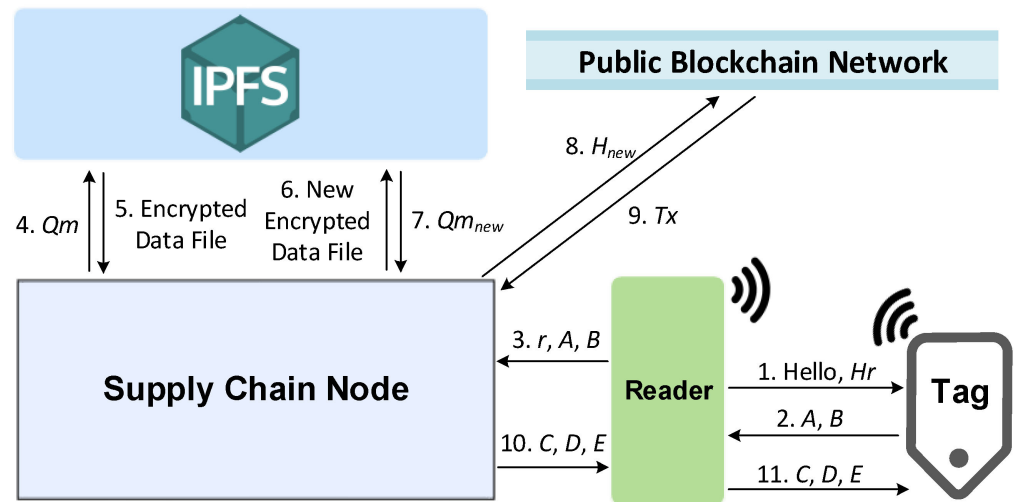 IPFS
Public Blockchain Network
8. Hnew
9. Tx
4. Qm
5. Encrypted
Data File
6. New
Encrypted
Data File
7. Qmnew
3. r, A, B
Supply Chain Node
Reader
1. Hello, Hr
Tag
2. A, B
10. C, D, E
11. C, D, E